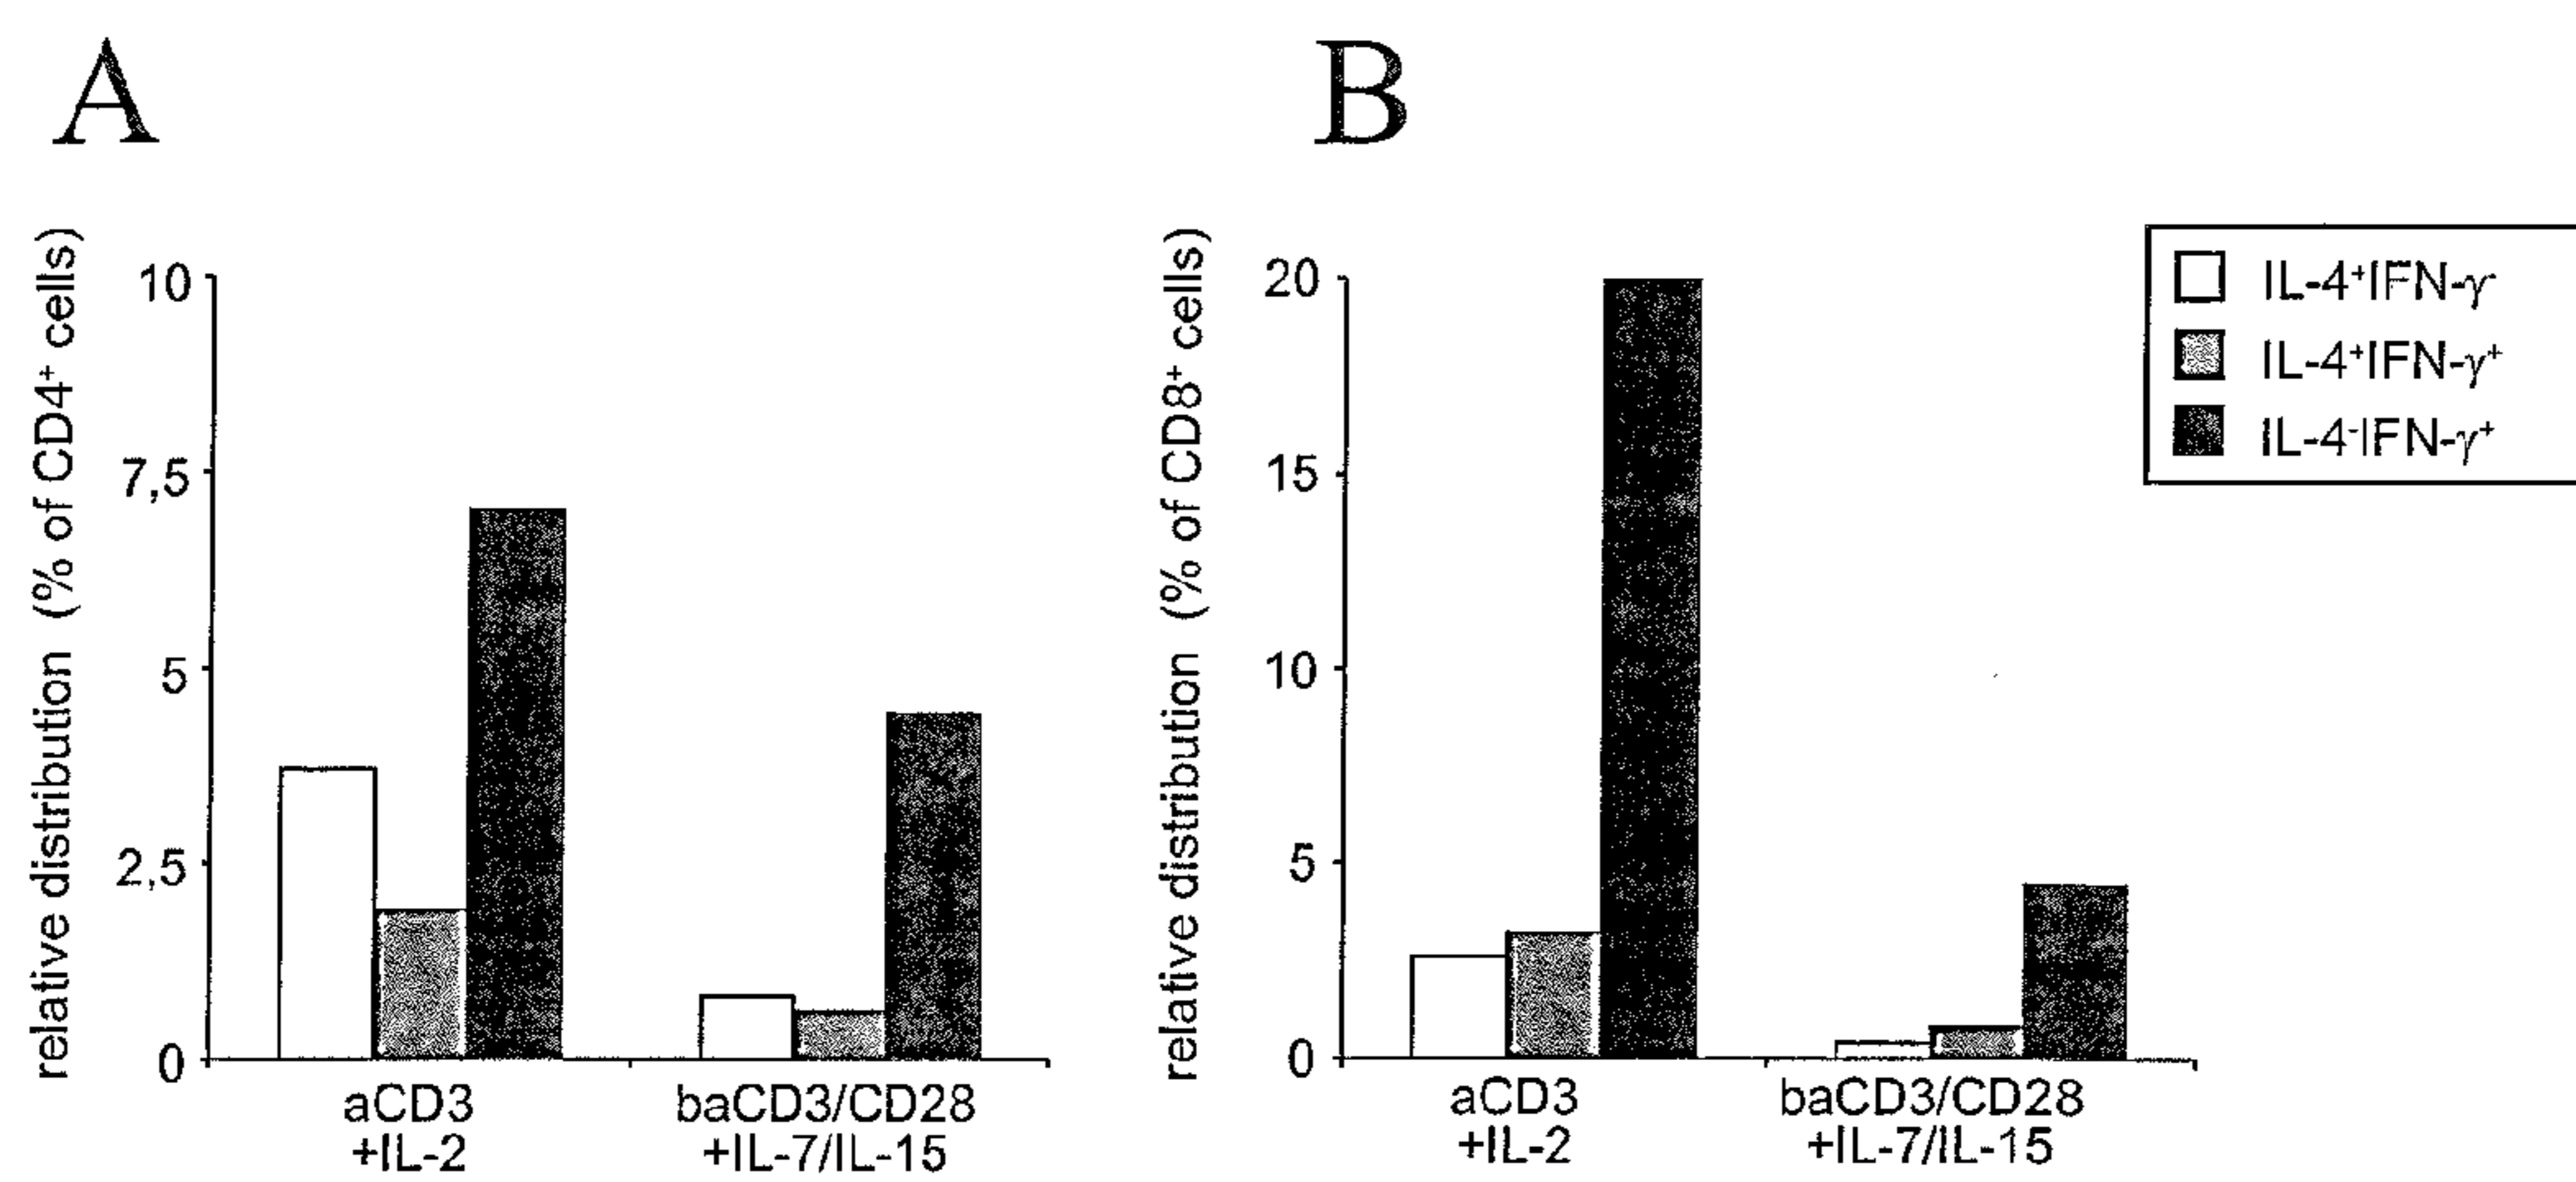 A
B
relative distribution (% of CD4⁺ cells)
10
7,5
5
2,5
0
aCD3
+IL-2
baCD3/CD28
+IL-7/IL-15
relative distribution (% of CD8⁺ cells)
20
15
10
5
0
aCD3
+IL-2
baCD3/CD28
+IL-7/IL-15
IL-4⁺IFN-γ⁻
IL-4⁺IFN-γ⁺
IL-4⁻IFN-γ⁺